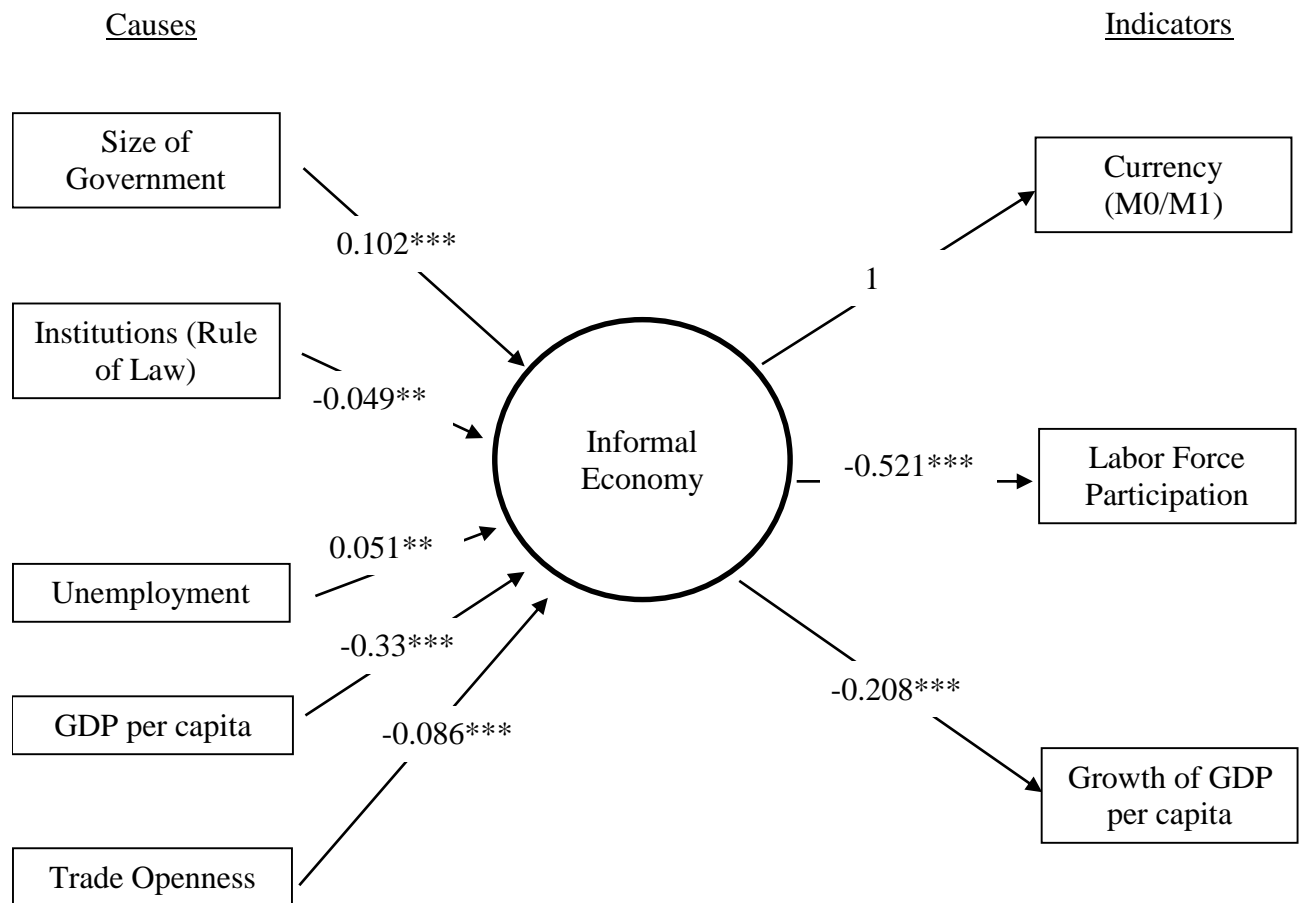 Causes
Indicators
Size of
Government
0.102***
Institutions (Rule
of Law)
-0.049**
Unemployment
0.051**
GDP per capita
-0.33***
Trade Openness
-0.086***
Informal
Economy
1
Currency
(M0/M1)
-0.521***
Labor Force
Participation
-0.208***
Growth of GDP
per capita